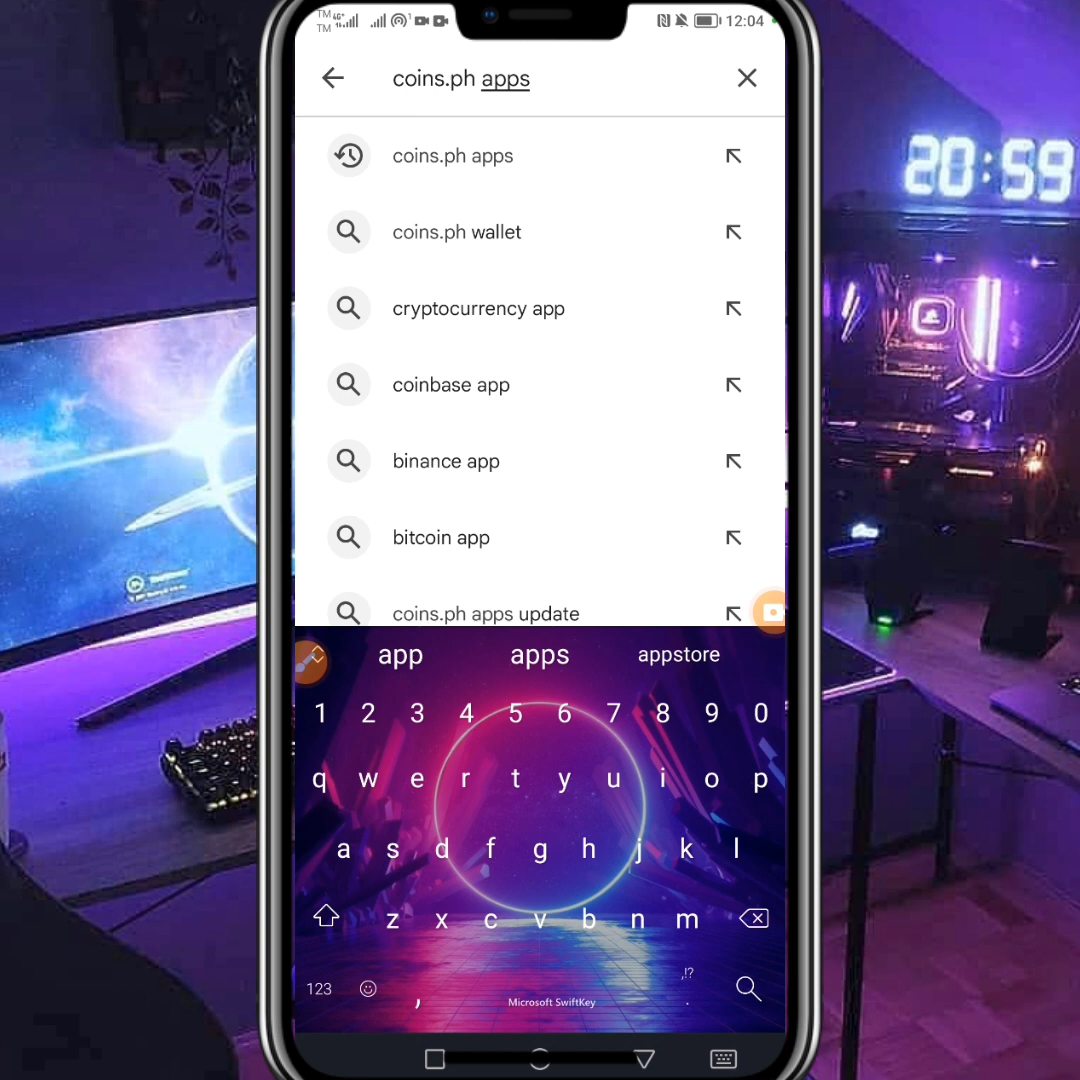 TM 4G+ 1 12:04
TM
coins.ph apps
coins.ph apps
coins.ph wallet
cryptocurrency app
coinbase app
binance app
bitcoin app
coins.ph apps update
app apps appstore
1 2 3 4 5 6 7 8 9 0
q w e r t y u i o p
a s d f g h j k l
z x c v b n m
,!?
123 , Microsoft SwiftKey .
20:59